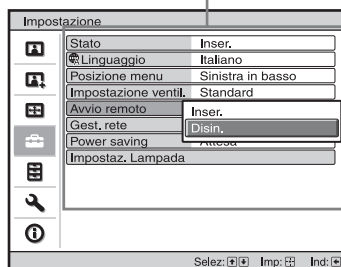 Impostazione
Stato Inser.
Linguaggio Italiano
Posizione menu Sinistra in basso
Impostazione ventil. Standard
Avvio remoto Inser.
Gest. rete Disin.
Power saving Attesa
Impostaz. Lampada
Selez: Imp: Ind: